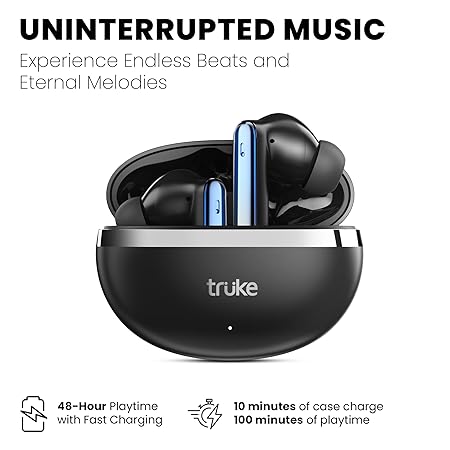 UNINTERRUPTED MUSIC
Experience Endless Beats and
Eternal Melodies
truke
48-Hour Playtime
with Fast Charging
10 minutes of case charge
100 minutes of playtime